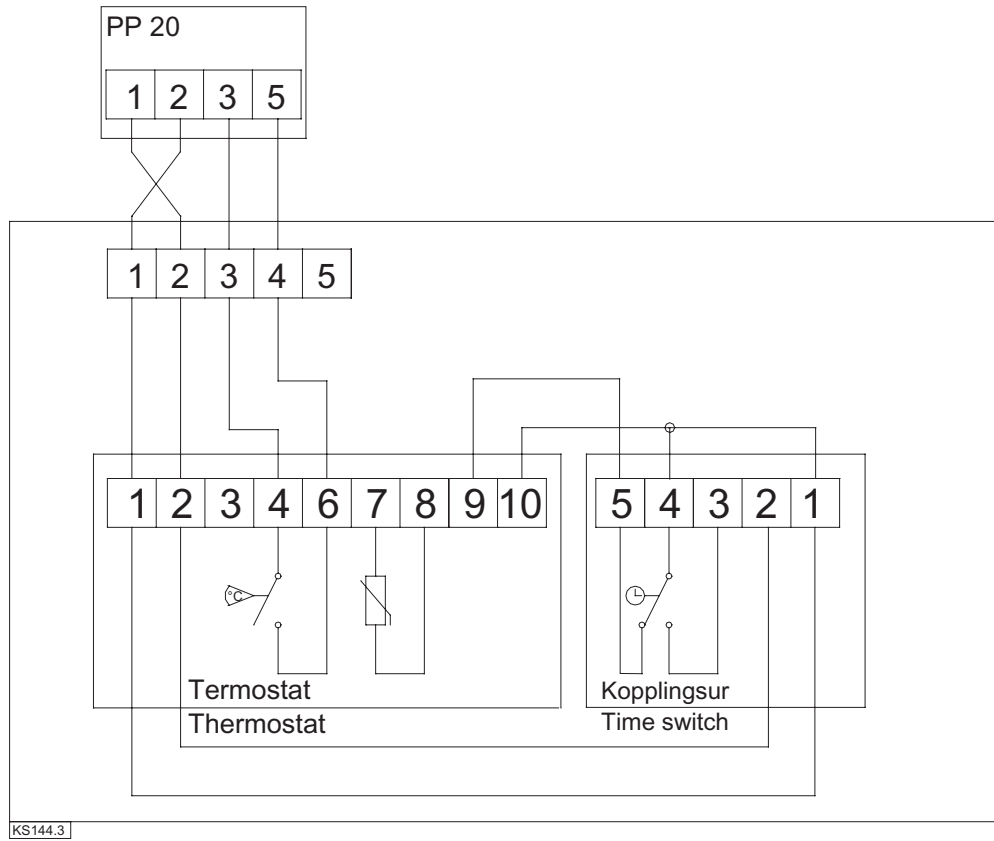 PP 20
1 2 3 5
1 2 3 4 5
1 2 3 4 6 7 8 9 10
5 4 3 2 1
°C
Termostat
Thermostat
Kopplingsur
Time switch
KS144.3